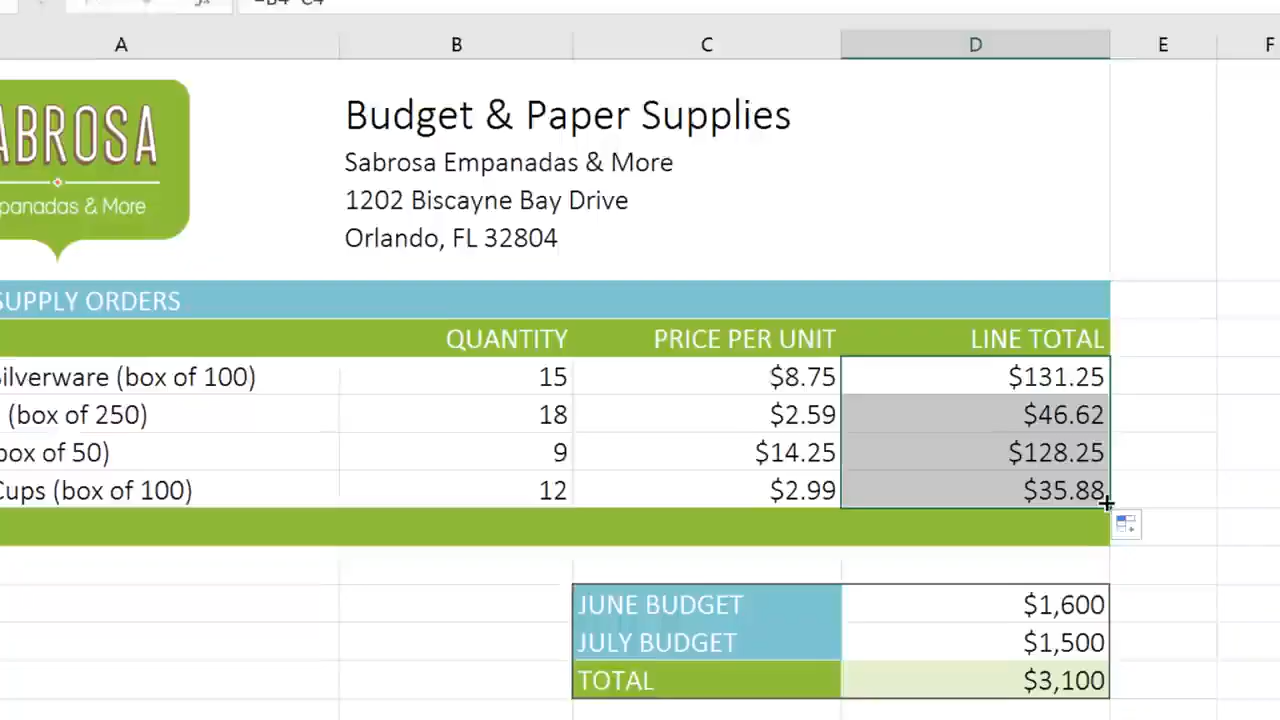 A B C D E F
ABROSA
panadas & More
Budget & Paper Supplies
Sabrosa Empanadas & More
1202 Biscayne Bay Drive
Orlando, FL 32804
SUPPLY ORDERS
QUANTITY PRICE PER UNIT LINE TOTAL
ilverware (box of 100) 15 $8.75 $131.25
(box of 250) 18 $2.59 $46.62
box of 50) 9 $14.25 $128.25
Cups (box of 100) 12 $2.99 $35.88
JUNE BUDGET $1,600
JULY BUDGET $1,500
TOTAL $3,100